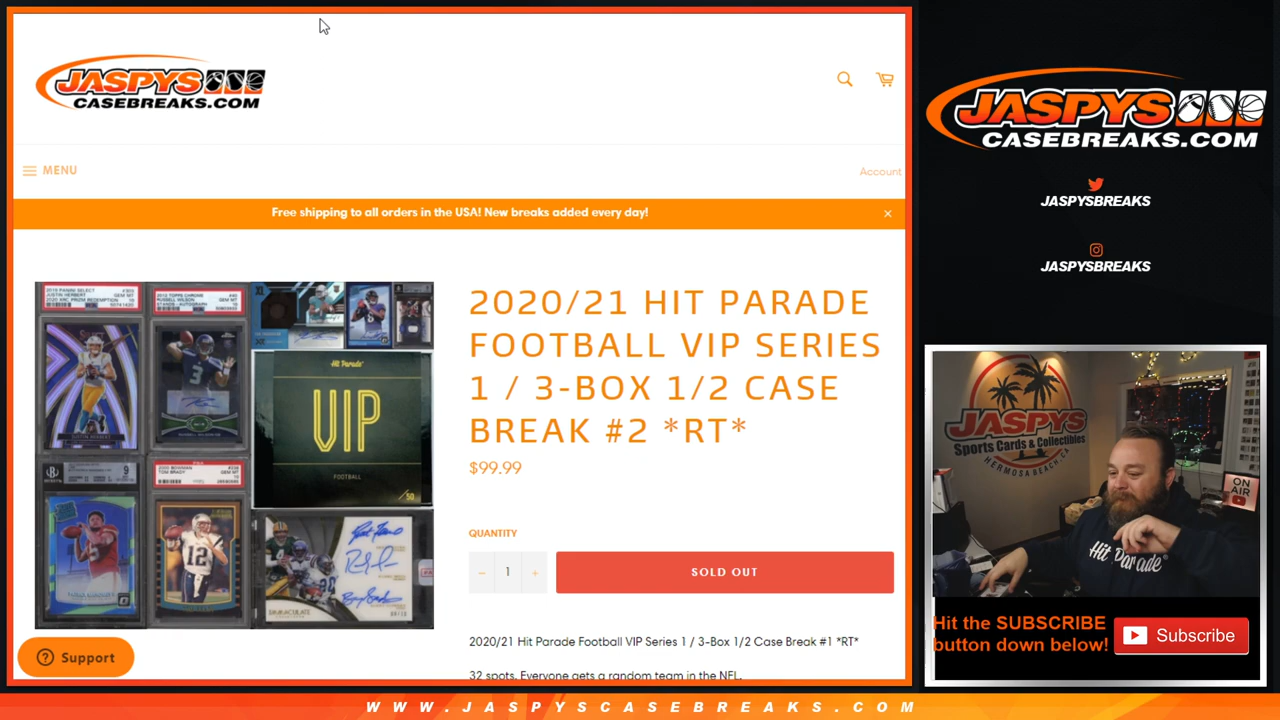 JASPYS
CASEBREAKS.COM
MENU
Account
Free shipping to all orders in the USA! New breaks added every day!
2020/21 HIT PARADE
FOOTBALL VIP SERIES
1 / 3-BOX 1/2 CASE
BREAK #2 *RT*
$99.99
QUANTITY
1
SOLD OUT
2020/21 Hit Parade Football VIP Series 1 / 3-Box 1/2 Case Break #1 *RT*
32 spots. Everyone gets a random team in the NFL.
Hit Parade
VIP
FOOTBALL
/50
IMMACULATE
Support
JASPYS
CASEBREAKS.COM
JASPYSBREAKS
JASPYSBREAKS
JASPYS
Sports Cards & Collectibles
HERMOSA BEACH, CA
ON
AIR
Hit Parade
Hit the SUBSCRIBE
button down below!
Subscribe
WWW.JASPYSCASEBREAKS.COM